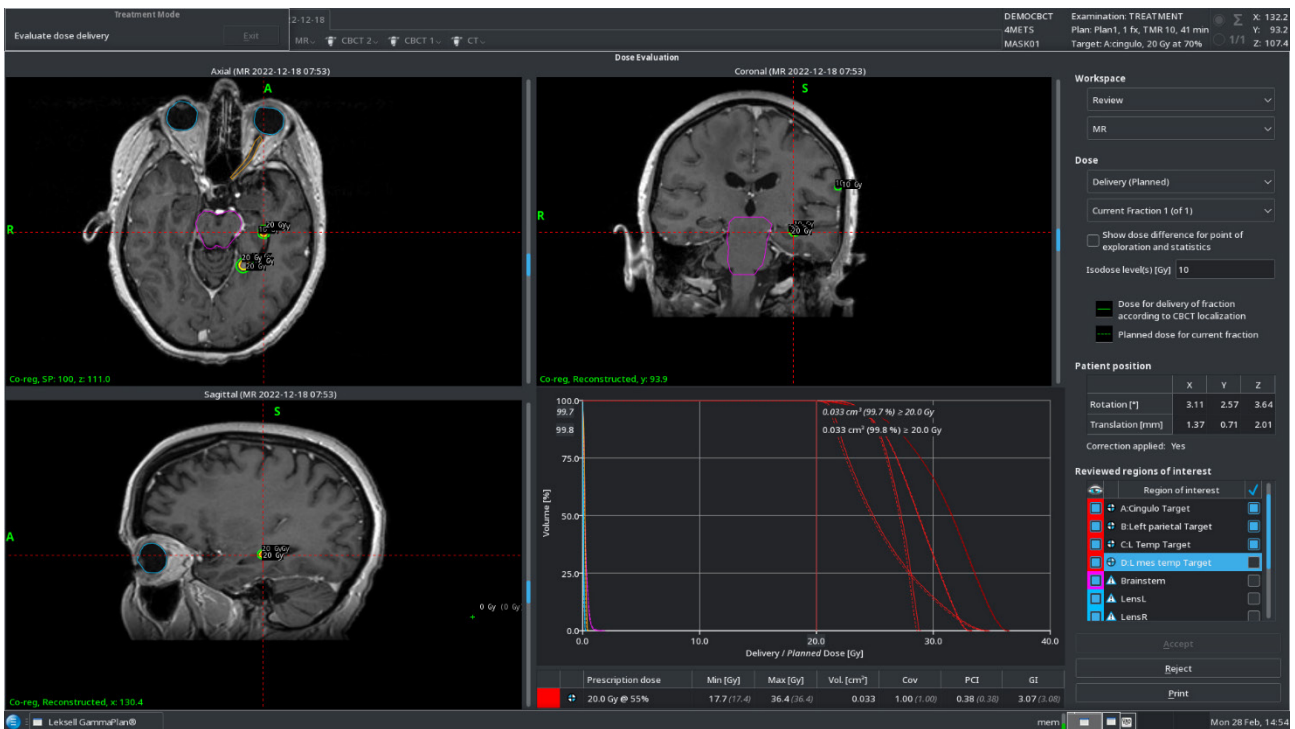 Treatment Mode
Evaluate dose delivery
Exit
2-12-18
MR
CBCT 2
CBCT 1
CT
DEMOCBCT
4METS
MASK01
Examination: TREATMENT
Plan: Plan1, 1 fx, TMR 10, 41 min
Target: A:cingulo, 20 Gy at 70%
Σ
1/1
X: 132.2
Y: 93.2
Z: 107.4
Dose Evaluation
Axial (MR 2022-12-18 07:53)
A
R
20 Gy
20 Gy
20 Gy
Co-reg, SP: 100, z: 111.0
Coronal (MR 2022-12-18 07:53)
S
R
10 Gy
20 Gy
Co-reg, Reconstructed, y: 93.9
Sagittal (MR 2022-12-18 07:53)
S
A
20 Gy
20 Gy
0 Gy (0 Gy
Co-reg, Reconstructed, x: 130.4
100.0
99.7
99.8
75.0
50.0
25.0
0.0
Volume [%]
0.033 cm³ (99.7 %) ≥ 20.0 Gy
0.033 cm³ (99.8 %) ≥ 20.0 Gy
0.0 10.0 20.0 30.0 40.0
Delivery / Planned Dose [Gy]
Prescription dose Min [Gy] Max [Gy] Vol. [cm³] Cov PCI GI
20.0 Gy @ 55% 17.7 (17.4) 36.4 (36.4) 0.033 1.00 (1.00) 0.38 (0.38) 3.07 (3.08)
Workspace
Review
MR
Dose
Delivery (Planned)
Current Fraction 1 (of 1)
Show dose difference for point of
exploration and statistics
Isodose level(s) [Gy] 10
Dose for delivery of fraction
according to CBCT localization
Planned dose for current fraction
Patient position
X Y Z
Rotation [°] 3.11 2.57 3.64
Translation [mm] 1.37 0.71 2.01
Correction applied: Yes
Reviewed regions of interest
Region of interest
A:Cingulo Target
B:Left parietal Target
C:L Temp Target
D:L mes temp Target
Brainstem
LensL
LensR
Accept
Reject
Print
Leksell GammaPlan®
mem
Mon 28 Feb, 14:54